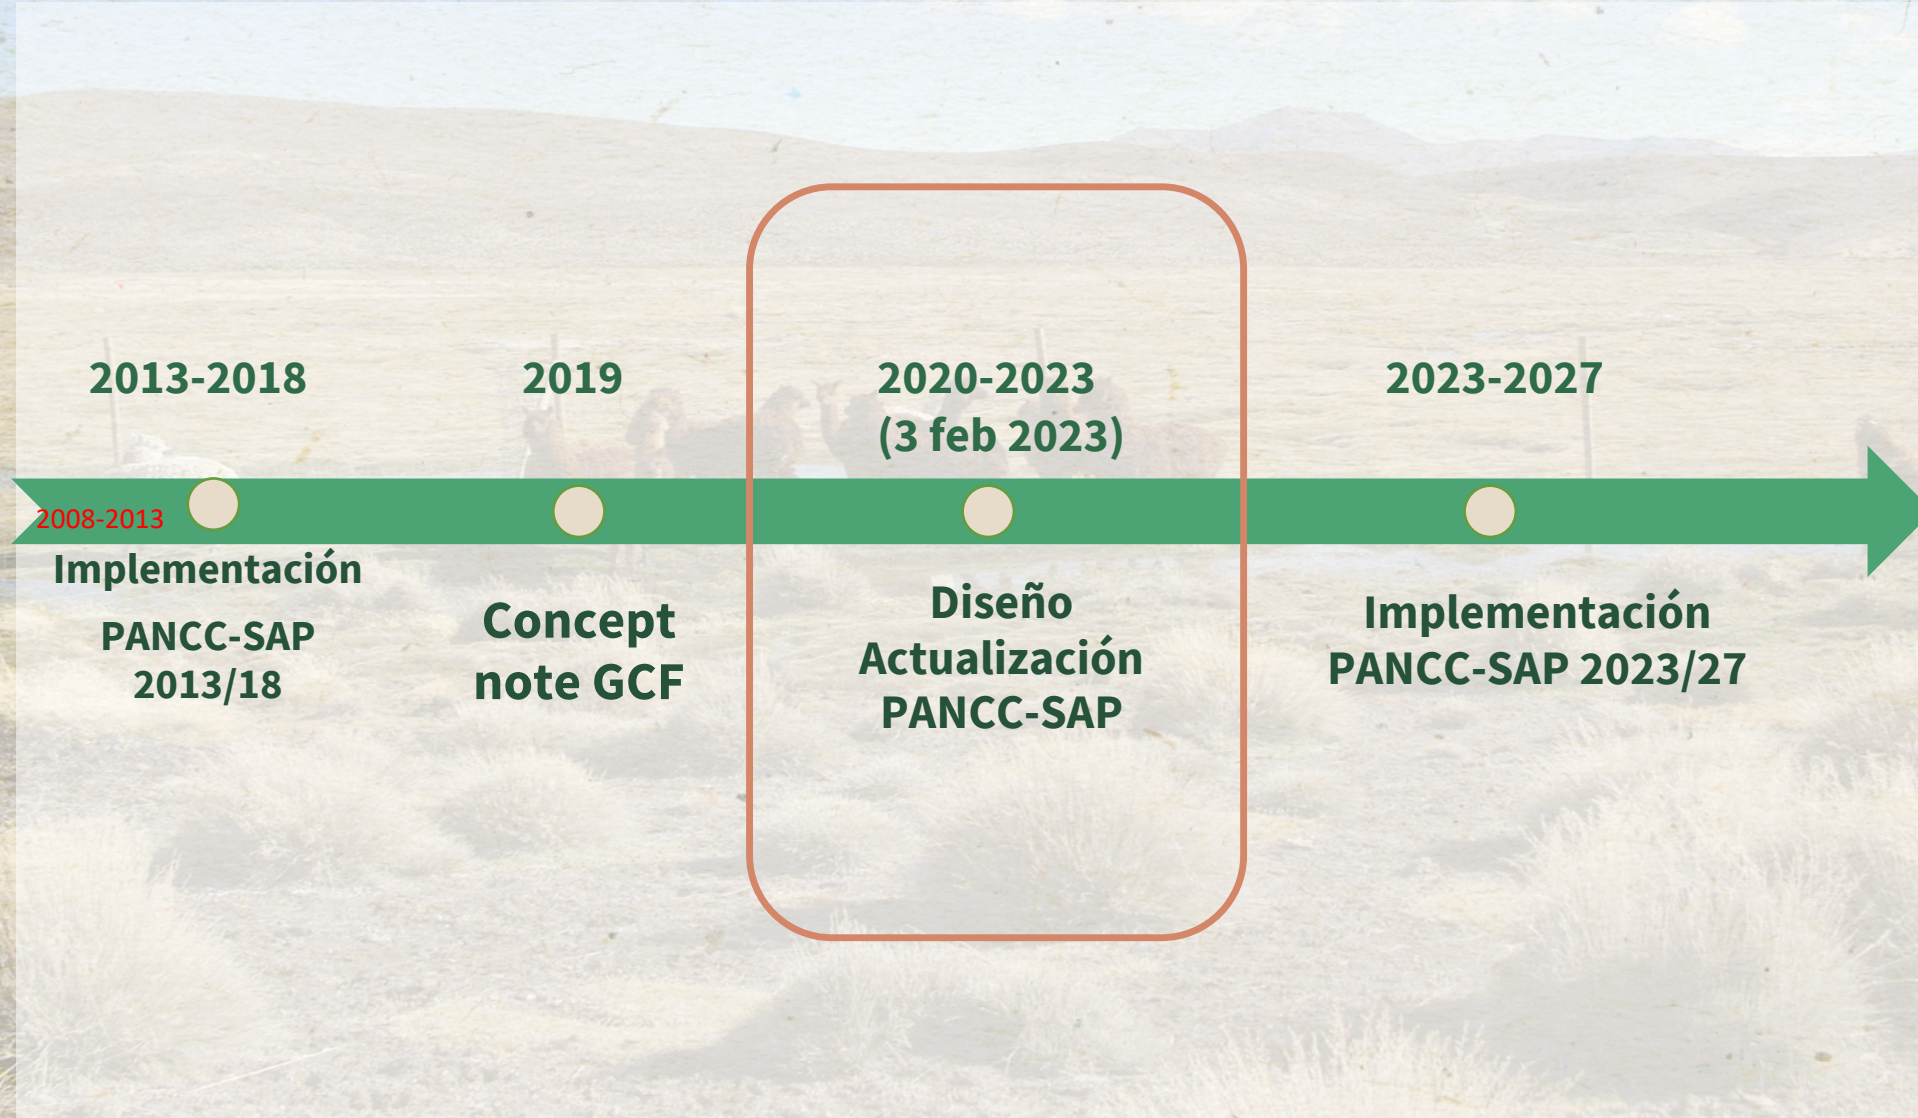 2013-2018
2019
2020-2023
(3 feb 2023)
2023-2027
2008-2013
Implementación
PANCC-SAP
2013/18
Concept
note GCF
Diseño
Actualización
PANCC-SAP
Implementación
PANCC-SAP 2023/27